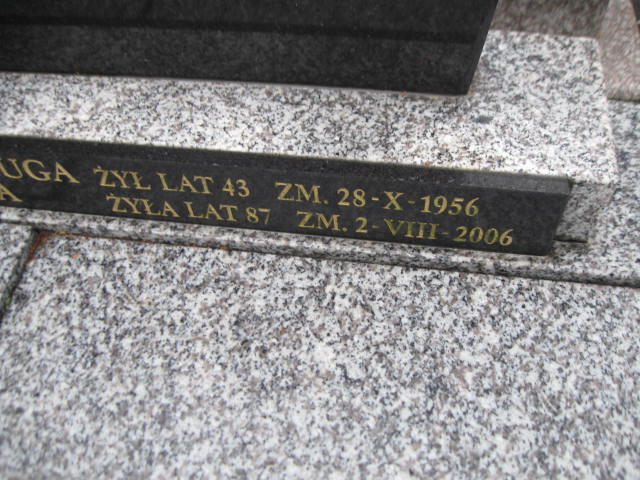 UGA ŻYŁ LAT 43 ZM. 28-X-1956
A ŻYŁA LAT 87 ZM. 2-VIII-2006